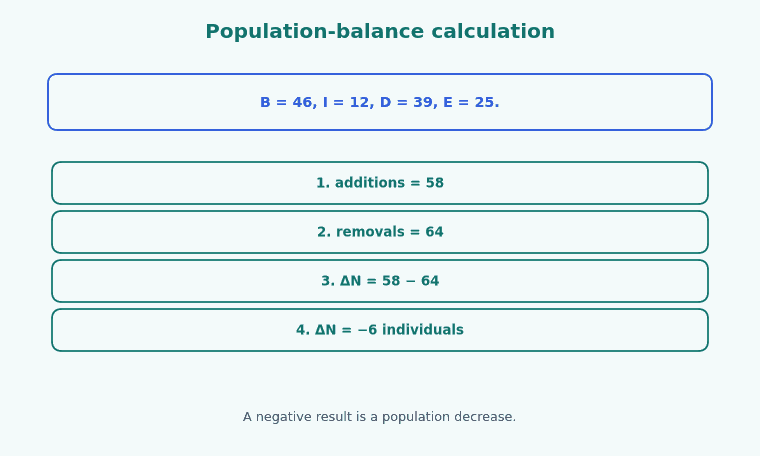 Population-balance calculation.
B = 46, I = 12, D = 39, E = 25.
1. additions = 58
2. removals = 64
3. ΔN = 58 − 64
4. ΔN = −6 individuals
A negative result is a population decrease.